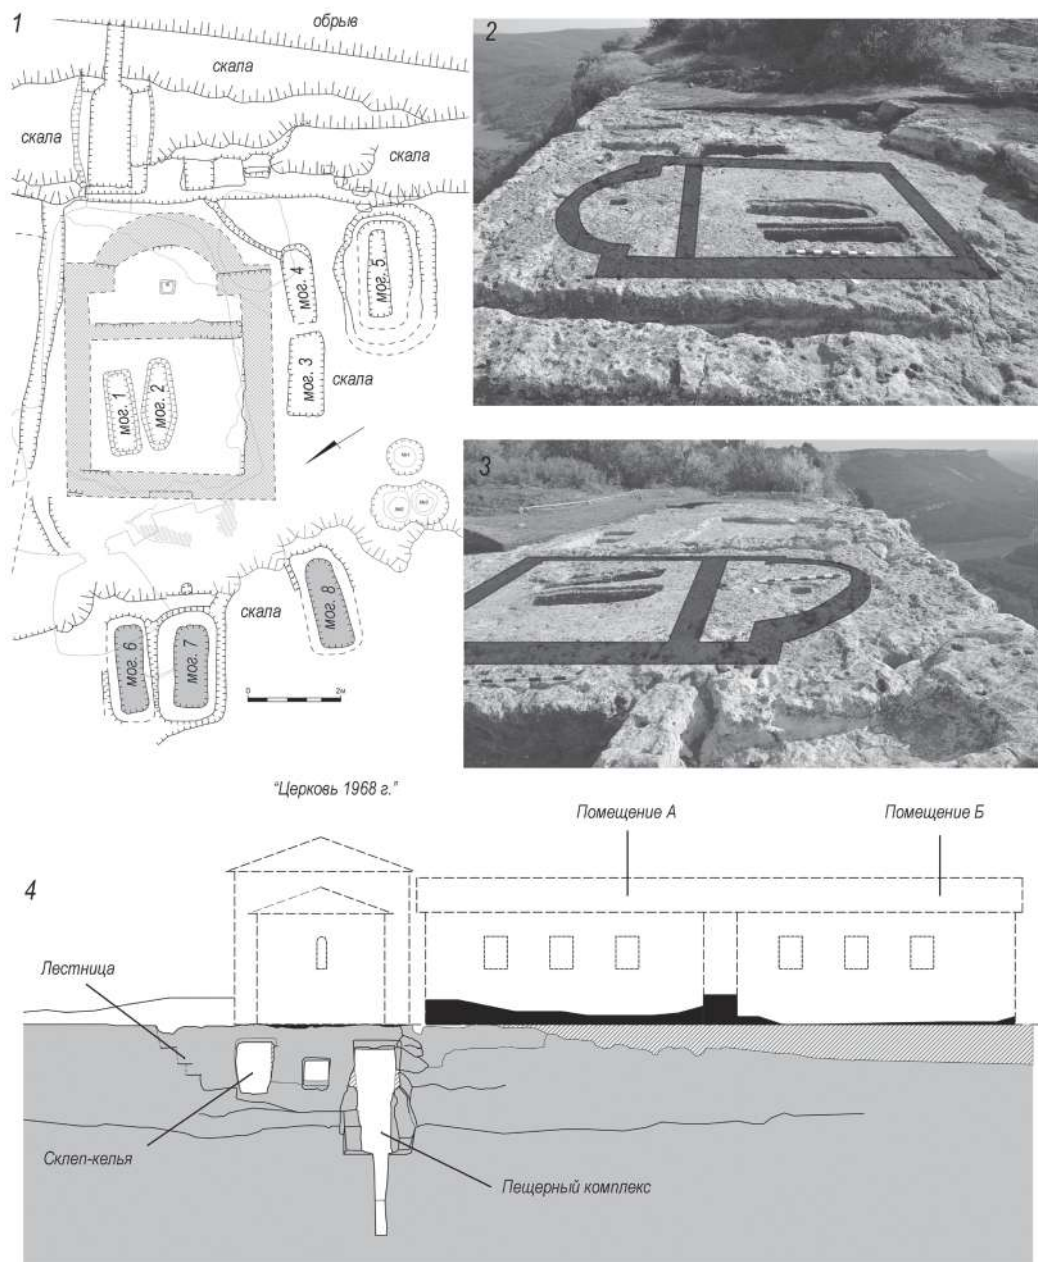 1
обрыв
скала
скала
скала
мог. 4
мог. 5
мог. 3
скала
мог. 1
мог. 2
скала
мог. 8
мог. 6
мог. 7
0 2м
2
3
"Церковь 1968 г."
Помещение А
Помещение Б
4
Лестница
Склеп-келья
Пещерный комплекс